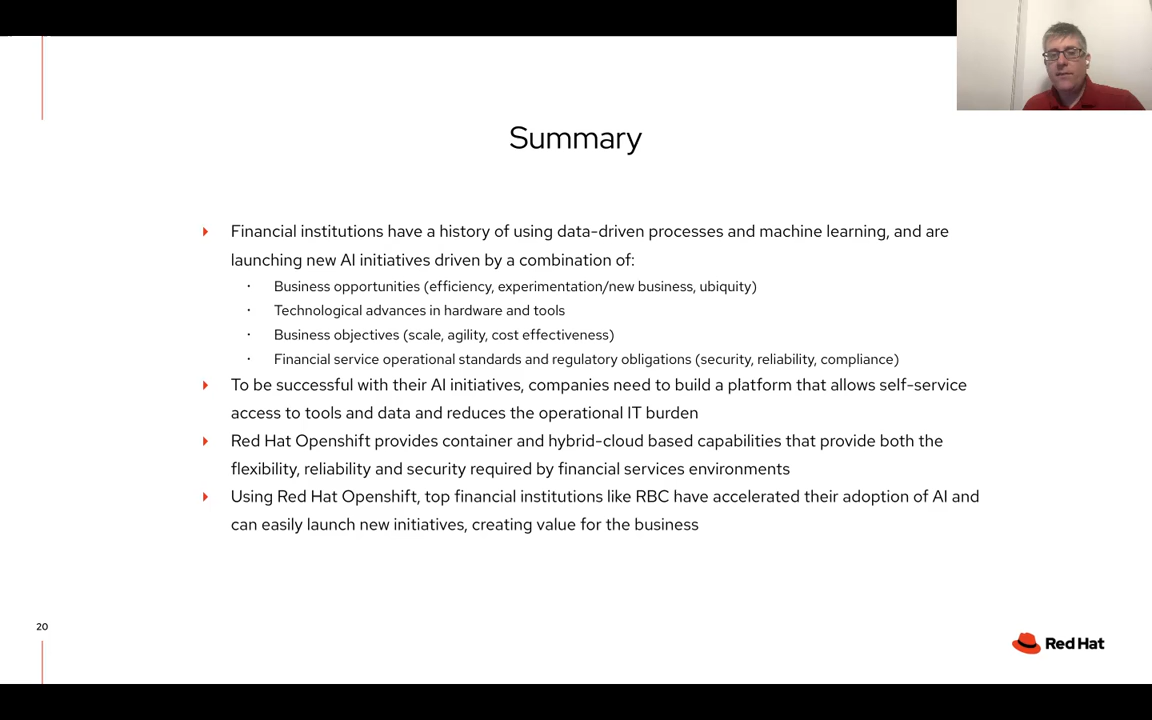 Summary
Financial institutions have a history of using data-driven processes and machine learning, and are
launching new AI initiatives driven by a combination of:
Business opportunities (efficiency, experimentation/new business, ubiquity)
Technological advances in hardware and tools
Business objectives (scale, agility, cost effectiveness)
Financial service operational standards and regulatory obligations (security, reliability, compliance)
To be successful with their AI initiatives, companies need to build a platform that allows self-service
access to tools and data and reduces the operational IT burden
Red Hat Openshift provides container and hybrid-cloud based capabilities that provide both the
flexibility, reliability and security required by financial services environments
Using Red Hat Openshift, top financial institutions like RBC have accelerated their adoption of AI and
can easily launch new initiatives, creating value for the business
20
Red Hat